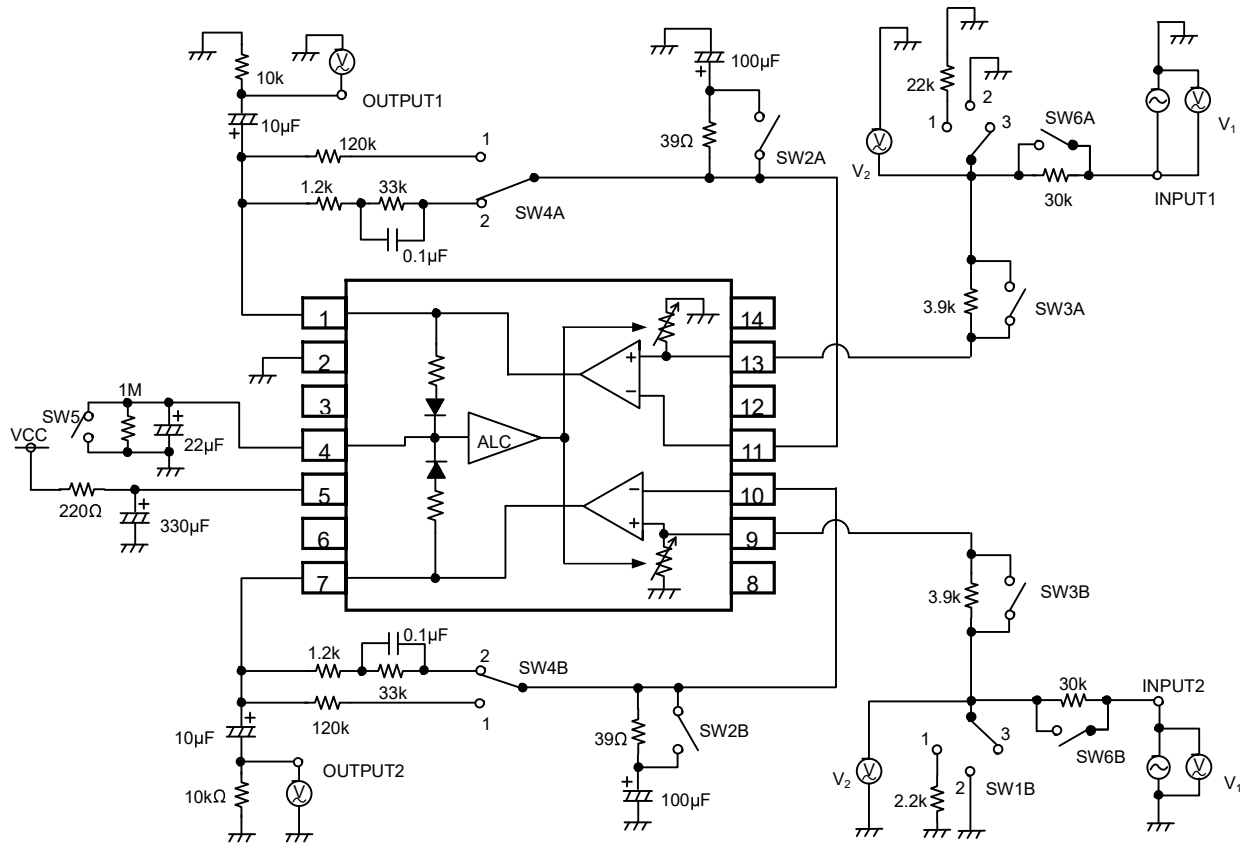 10k
V
OUTPUT1
10µF
+
120k
1
1.2k
33k
2
SW4A
0.1µF
100µF
+
39Ω
SW2A
22k
2
1
3
V
V2
SW6A
30k
V
V1
INPUT1
3.9k
SW3A
1
2
3
4
5
6
7
14
13
12
11
10
9
8
+
−
ALC
−
+
1M
SW5
VCC
+
22µF
220Ω
+
330µF
0.1µF
1.2k
2
SW4B
33k
120k
1
10µF
+
OUTPUT2
V
10kΩ
39Ω
SW2B
+
100µF
3.9k
SW3B
30k
INPUT2
SW6B
V
V2
1
3
2
SW1B
2.2k
V
V1